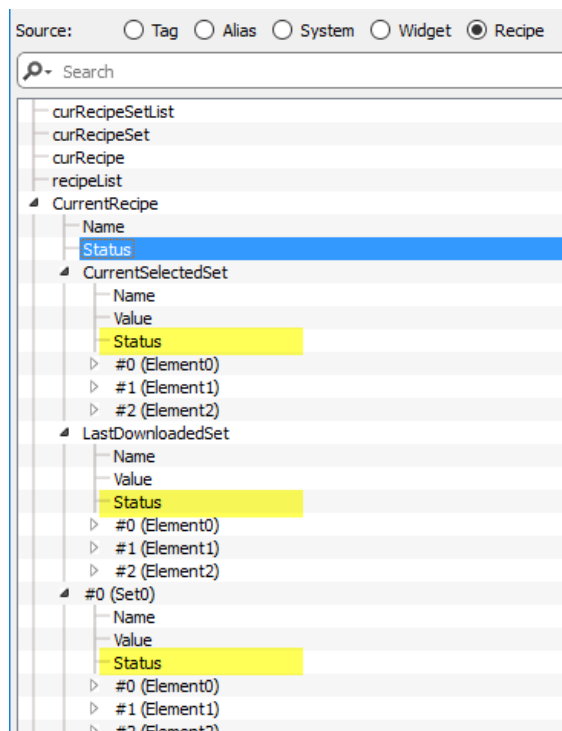 Source: Tag Alias System Widget Recipe
Search
curRecipeSetList
curRecipeSet
curRecipe
recipeList
CurrentRecipe
Name
Status
CurrentSelectedSet
Name
Value
Status
#0 (Element0)
#1 (Element1)
#2 (Element2)
LastDownloadedSet
Name
Value
Status
#0 (Element0)
#1 (Element1)
#2 (Element2)
#0 (Set0)
Name
Value
Status
#0 (Element0)
#1 (Element1)
#2 (Element2)